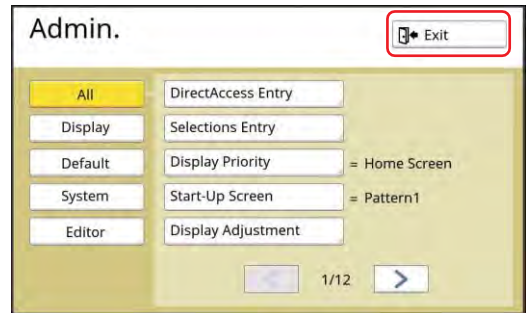 Admin.
Exit
All
DirectAccess Entry
Display
Selections Entry
Default
Display Priority = Home Screen
System
Start-Up Screen = Pattern1
Editor
Display Adjustment
< 1/12 >